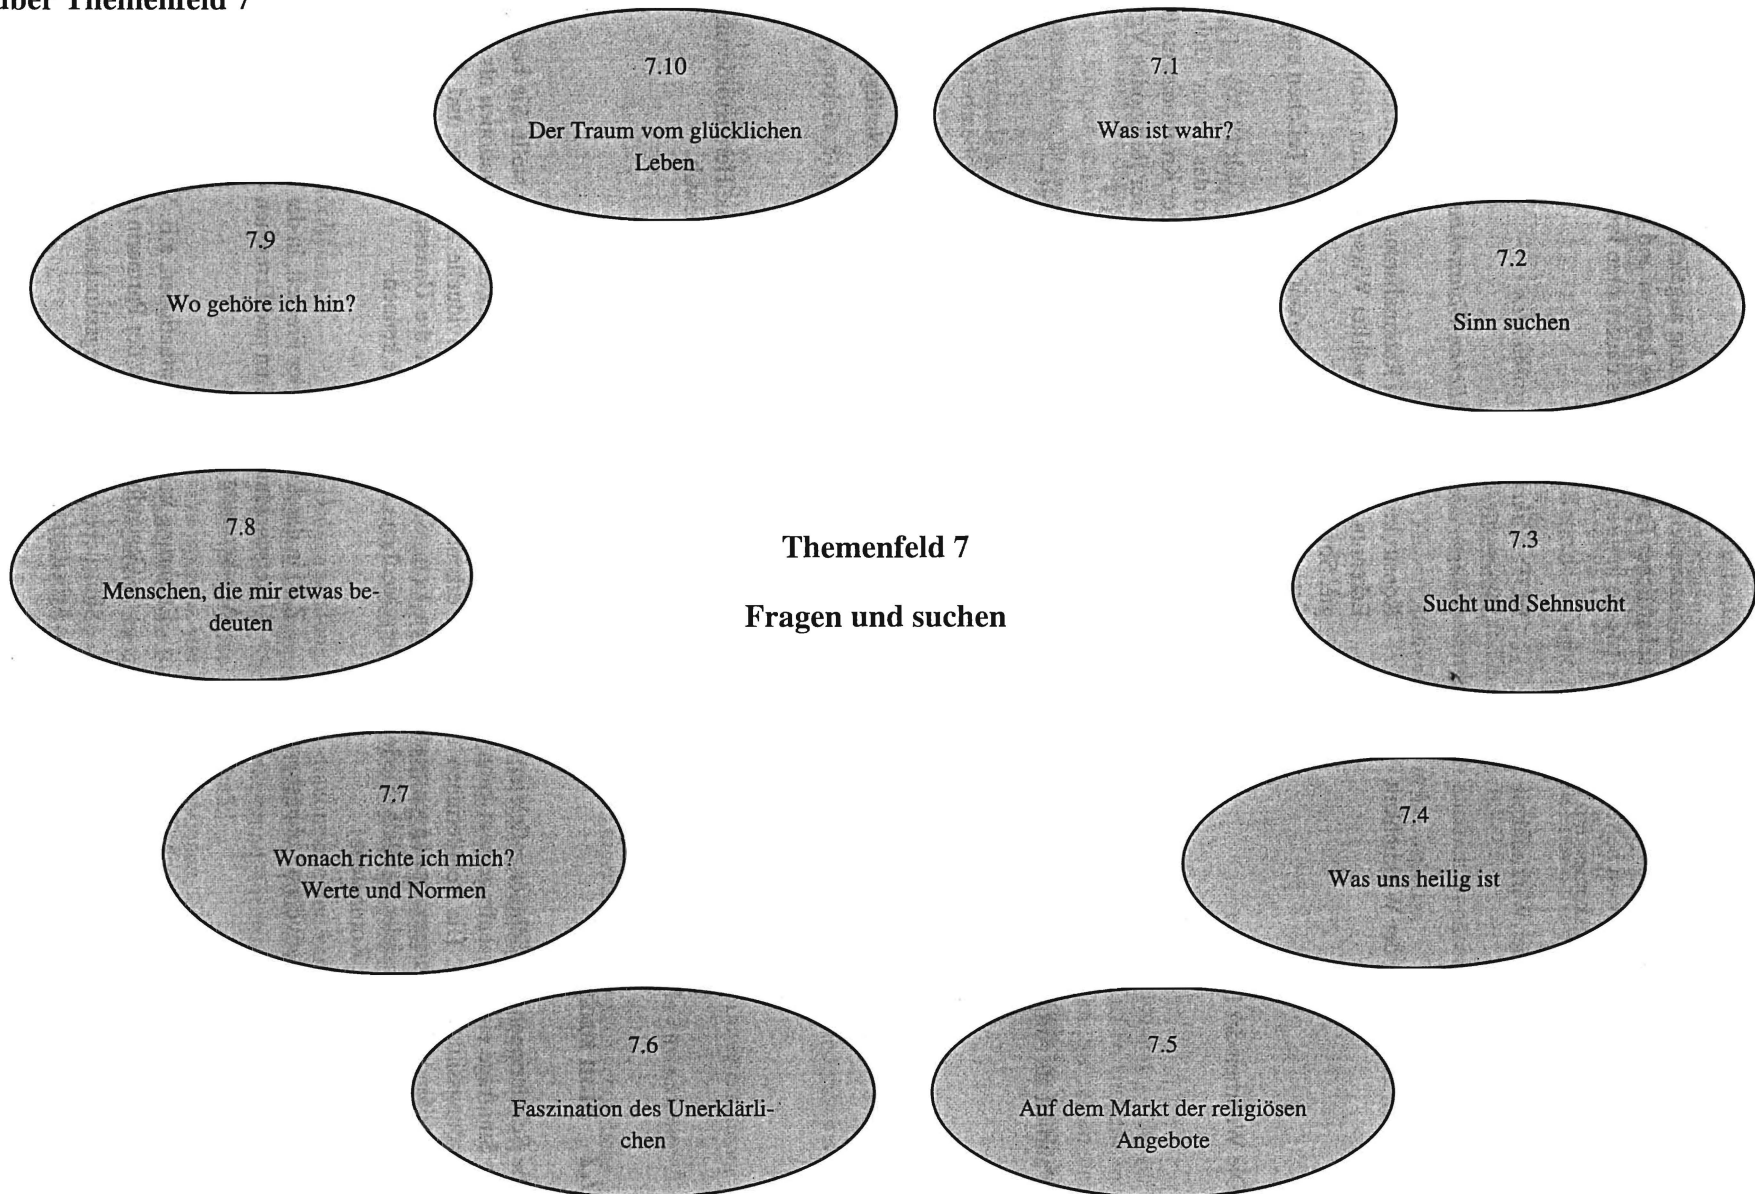 über Themenfeld 7
7.10
Der Traum vom glücklichen
Leben
7.1
Was ist wahr?
7.9
Wo gehöre ich hin?
7.2
Sinn suchen
7.8
Menschen, die mir etwas be-
deuten
Themenfeld 7
Fragen und suchen
7.3
Sucht und Sehnsucht
7.7
Wonach richte ich mich?
Werte und Normen
7.4
Was uns heilig ist
7.6
Faszination des Unerklärli-
chen
7.5
Auf dem Markt der religiösen
Angebote